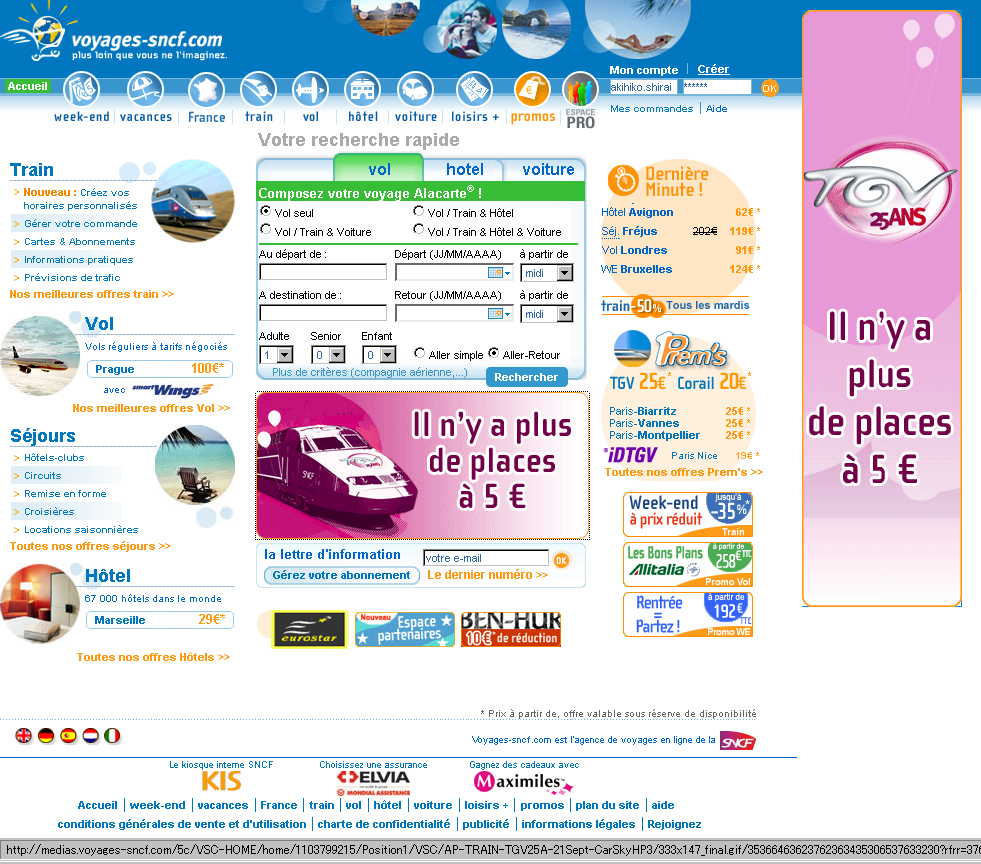 voyages-sncf.com
plus loin que vous ne l'imaginez.
Mon compte
Créer
Accueil
akihiko.shirai
******
OK
week-end
vacances
France
train
vol
hôtel
voiture
loisirs +
promos
ESPACE
PRO
Mes commandes
Aide
Votre recherche rapide
vol
hotel
voiture
Composez votre voyage Alacarte® !
Vol seul
Vol / Train & Hôtel
Vol / Train & Voiture
Vol / Train & Hôtel & Voiture
Au départ de :
Départ (JJ/MM/AAAA)
à partir de
midi
A destination de :
Retour (JJ/MM/AAAA)
à partir de
midi
Adulte
Senior
Enfant
1
0
0
Aller simple
Aller-Retour
Plus de critères (compagnie aérienne,...)
Rechercher
Train
> Nouveau : Créez vos
horaires personnalisés
> Gérer votre commande
> Cartes & Abonnements
> Informations pratiques
> Prévisions de trafic
Nos meilleures offres train >>
Vol
Vols réguliers à tarifs négociés
Prague 100€*
avec smartWings
Nos meilleures offres Vol >>
Séjours
> Hôtels-clubs
> Circuits
> Remise en forme
> Croisières
> Locations saisonnières
Toutes nos offres séjours >>
Hôtel
67 000 hôtels dans le monde
Marseille 29€*
Toutes nos offres Hôtels >>
SNCF
TGV
25 ANS
Il n'y a plus
de places
à 5 €
la lettre d'information
votre e-mail
OK
Gérez votre abonnement
Le dernier numéro >>
eurostar
Nouveau
Espace
partenaires
BEN-HUR
10€* de réduction
Dernière
Minute !
Hôtel Avignon 62€ *
Séj. Fréjus 202€ 119€ *
Vol Londres 91€ *
WE Bruxelles 124€ *
train -50% Tous les mardis
Prem's
TGV 25€* Corail 20€*
Paris-Biarritz 25€ *
Paris-Vannes 25€ *
Paris-Montpellier 25€ *
iDTGV Paris Nice 19€ *
Toutes nos offres Prem's >>
Week-end
à prix réduit
jusqu'à
-35%*
Train
Les Bons Plans
Alitalia
à partir de
258€ TTC
Promo Vol
Rentrée
=
Partez !
à partir de
192€ TTC
Promo WE
TGV
25 ANS
Il n'y a
plus
de places
à 5 €
* Prix à partir de, offre valable sous réserve de disponibilité
Voyages-sncf.com est l'agence de voyages en ligne de la SNCF
Le kiosque interne SNCF
KIS
Choisissez une assurance
ELVIA
MONDIAL ASSISTANCE
Gagnez des cadeaux avec
Maximiles
Accueil | week-end | vacances | France | train | vol | hôtel | voiture | loisirs + | promos | plan du site | aide
conditions générales de vente et d'utilisation | charte de confidentialité | publicité | informations légales | Rejoignez
http://medias.voyages-sncf.com/5c/VSC-HOME/home/1103799215/Position1/VSC/AP-TRAIN-TGV25A-21Sept-CarSkyHP3/333x147_final.gif/35366463623762363435306537633230?rfrr=376